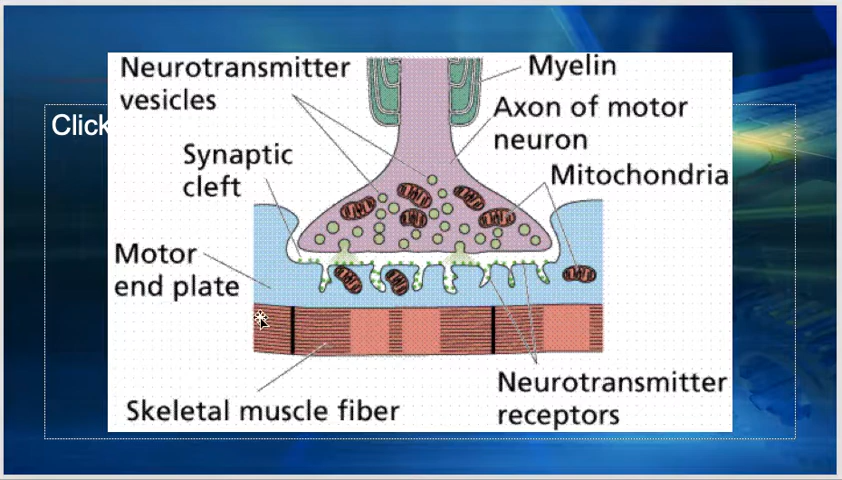 Neurotransmitter
vesicles
Myelin
Axon of motor
neuron
Click
Synaptic
cleft
Mitochondria
Motor
end plate
Neurotransmitter
receptors
Skeletal muscle fiber